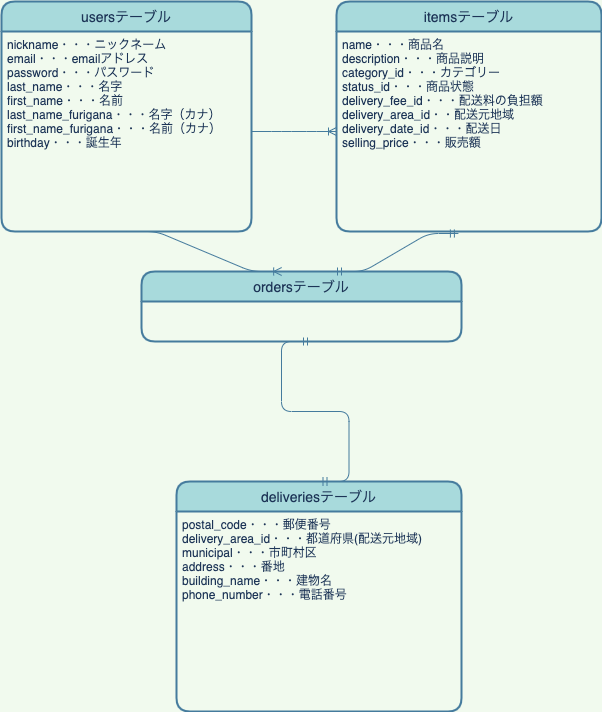 usersテーブル
nickname・・・ニックネーム
email・・・emailアドレス
password・・・パスワード
last_name・・・名字
first_name・・・名前
last_name_furigana・・・名字（カナ）
first_name_furigana・・・名前（カナ）
birthday・・・誕生年
itemsテーブル
name・・・商品名
description・・・商品説明
category_id・・・カテゴリー
status_id・・・商品状態
delivery_fee_id・・・配送料の負担額
delivery_area_id・・配送元地域
delivery_date_id・・・配送日
selling_price・・・販売額
ordersテーブル
deliveriesテーブル
postal_code・・・郵便番号
delivery_area_id・・・都道府県(配送元地域)
municipal・・・市町村区
address・・・番地
building_name・・・建物名
phone_number・・・電話番号